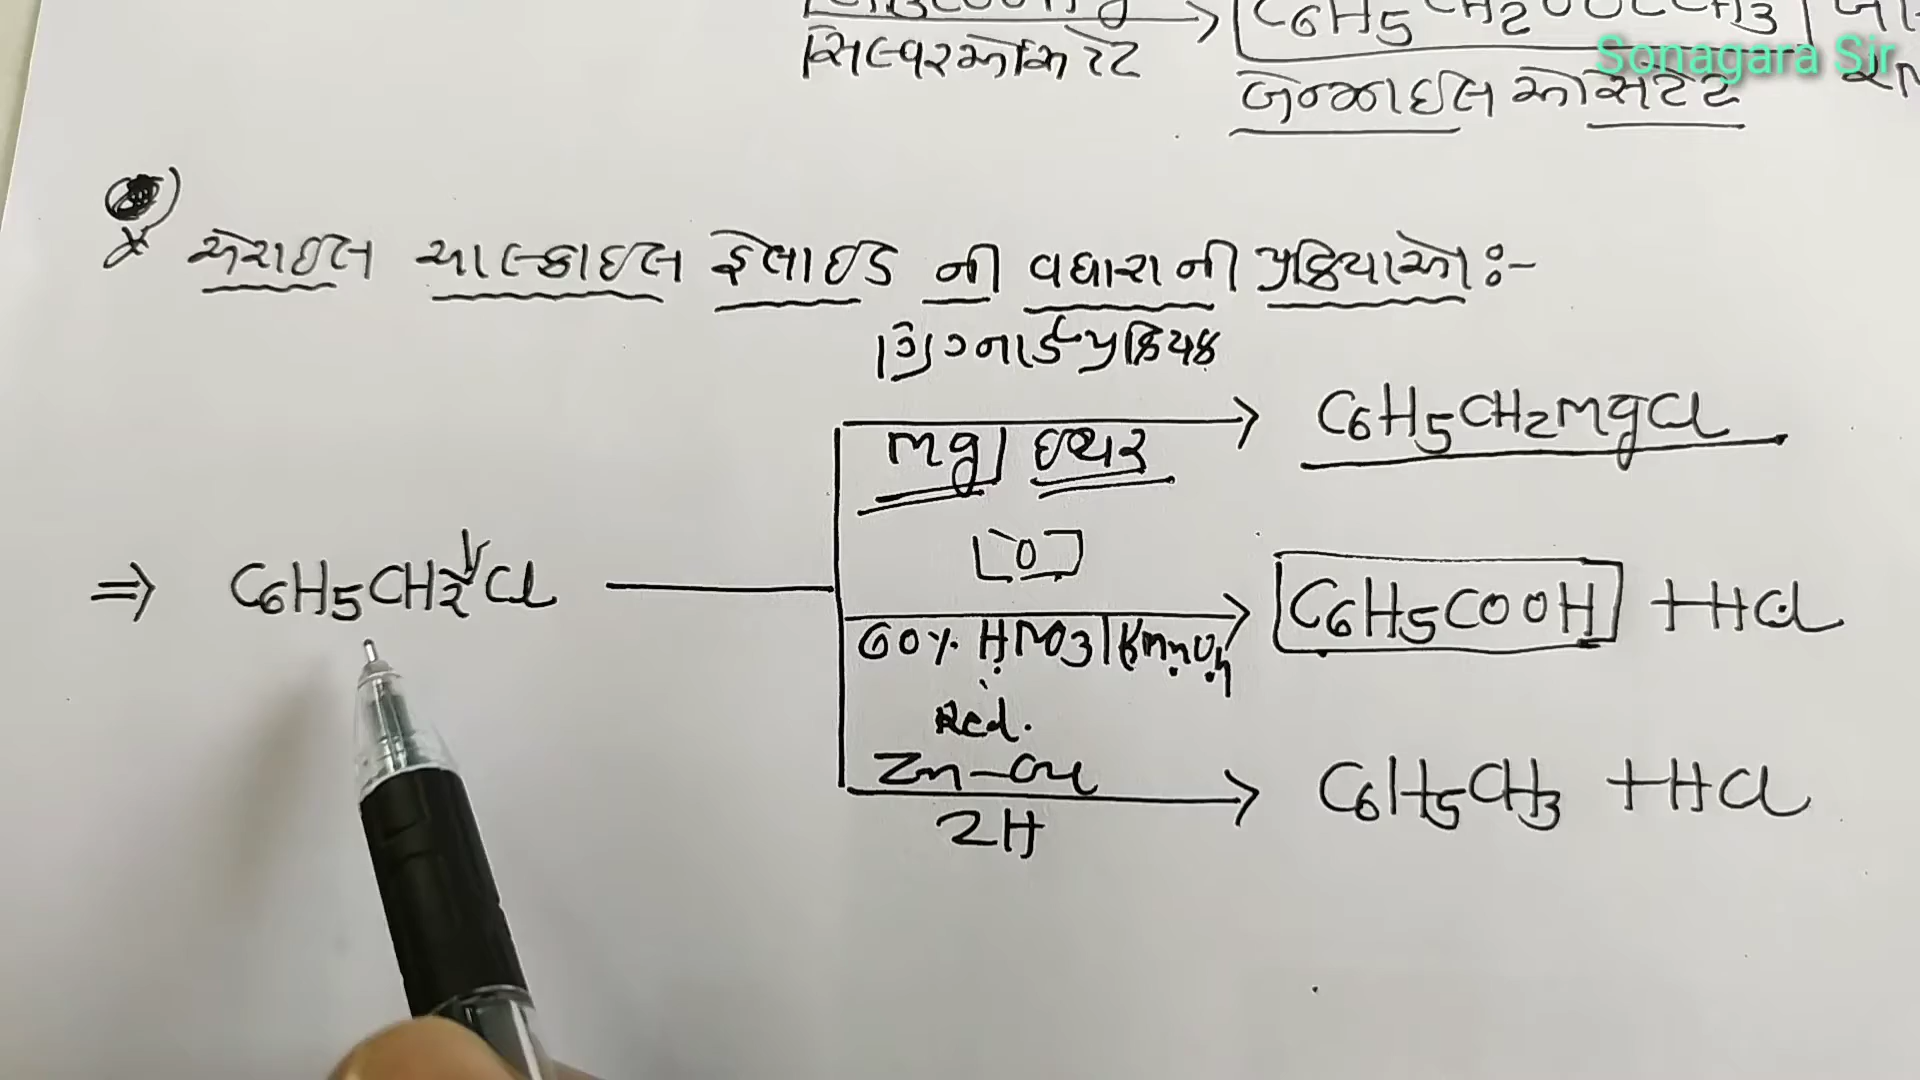 C6H5CH2OOCCH3
Sonagara Sir
સિલ્વરએસિટેટ
બેન્ઝાઇલ એસિટેટ
* એરાઇલ આલ્કાઇલ હેલાઇડ ની વધારાની પ્રક્રિયાઓ :-
ગ્રિગ્નાર્ડ પ્રક્રિયક
Mg / ઇથર → C6H5CH2MgCl
[O]
⇒ C6H5CH2Cl
60% HNO3 / KMnO4 → C6H5COOH + HCl
Red.
Zn-Cu → C6H5CH3 + HCl
2H